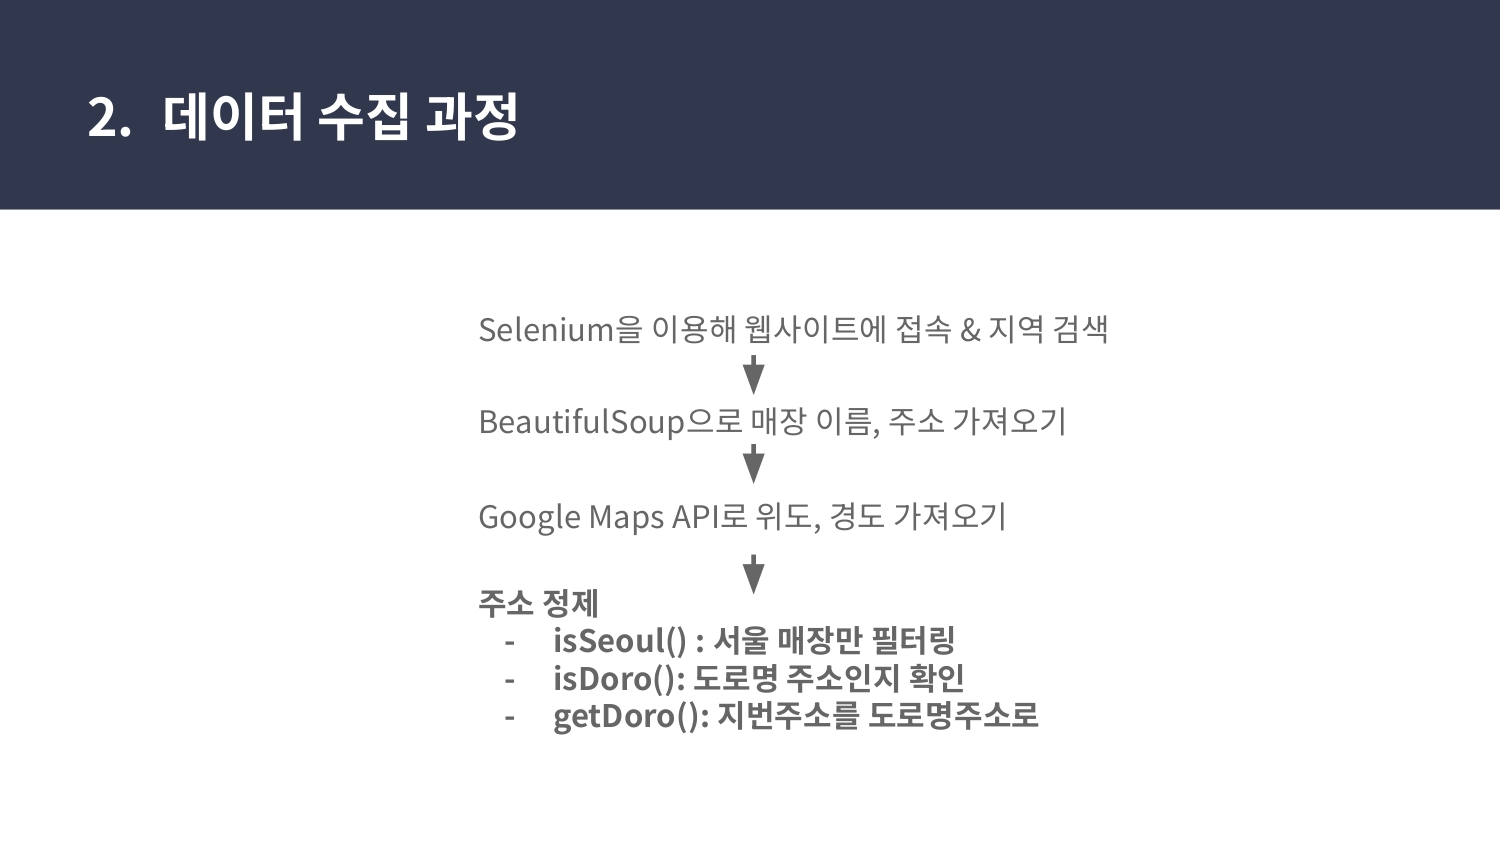 2. 데이터 수집 과정
Selenium을 이용해 웹사이트에 접속 & 지역 검색
BeautifulSoup으로 매장 이름, 주소 가져오기
Google Maps API로 위도, 경도 가져오기
주소 정제
- isSeoul() : 서울 매장만 필터링
- isDoro(): 도로명 주소인지 확인
- getDoro(): 지번주소를 도로명주소로